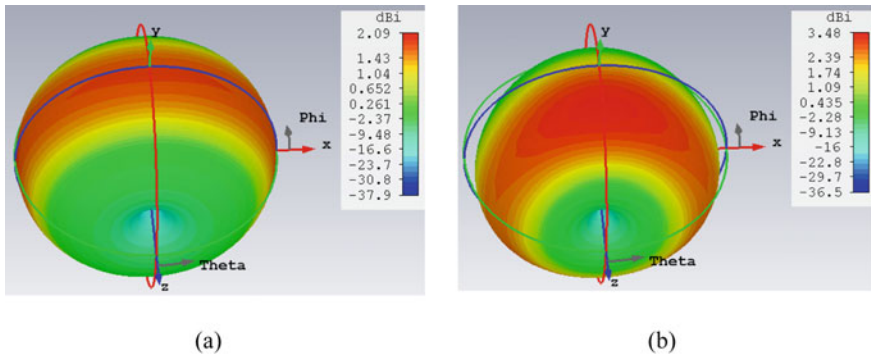 dBi
2.09
1.43
1.04
0.652
0.261
-2.37
-9.48
-16.6
-23.7
-30.8
-37.9
y
Phi
x
Theta
z
(a)
dBi
3.48
2.39
1.74
1.09
0.435
-2.28
-9.13
-16
-22.8
-29.7
-36.5
y
Phi
x
Theta
z
(b)